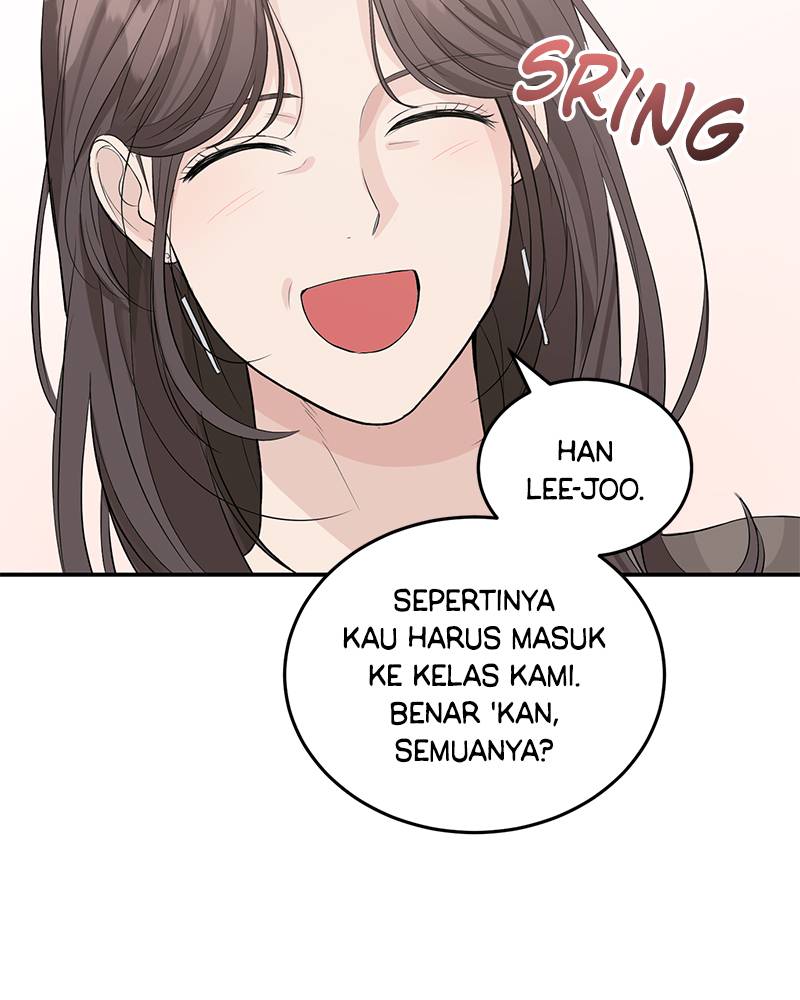 SRING
HAN
LEE-JOO.
SEPERTINYA
KAU HARUS MASUK
KE KELAS KAMI.
BENAR 'KAN,
SEMUANYA?